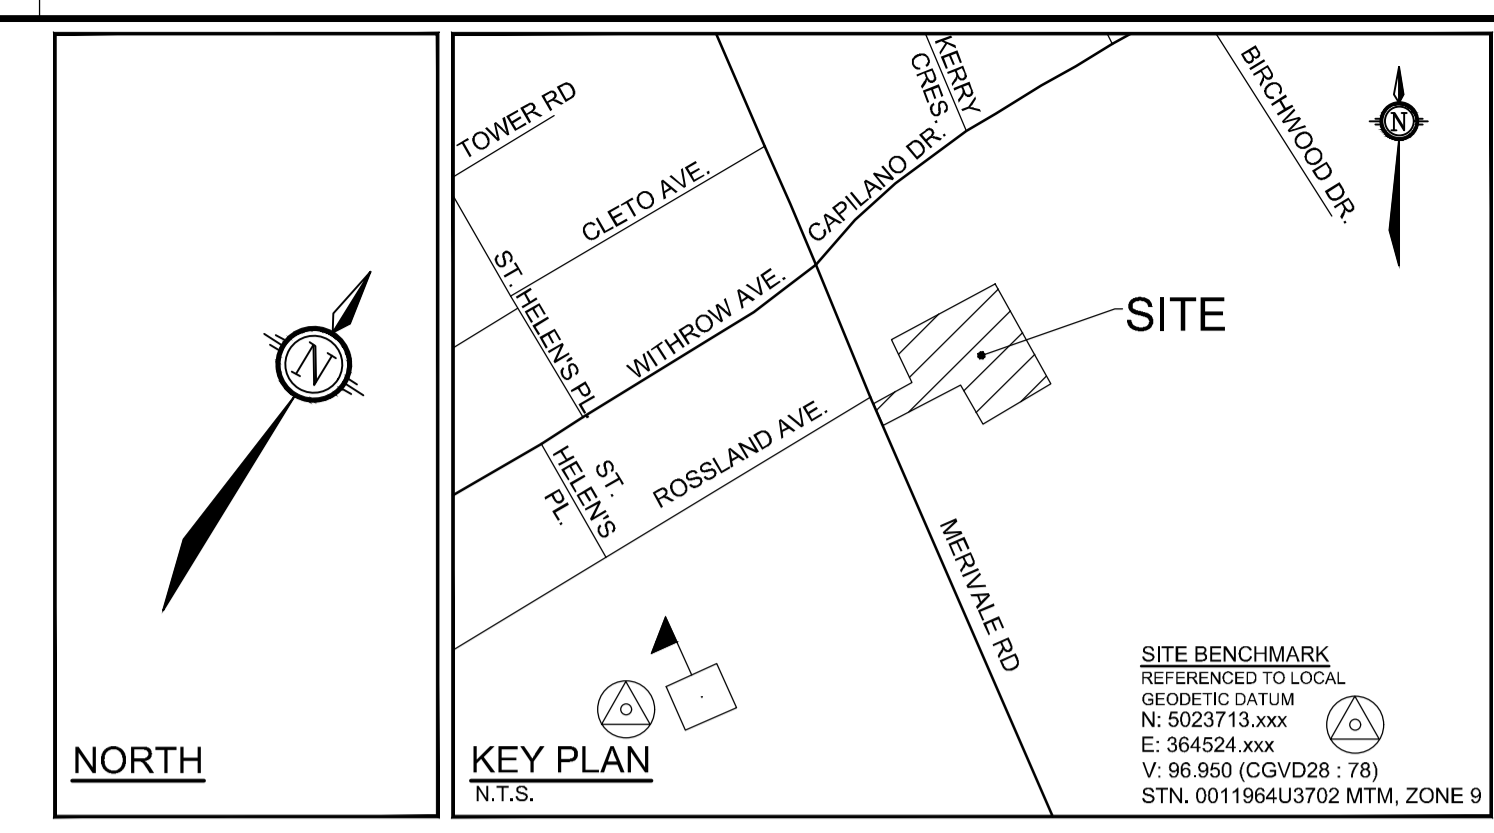 N
NORTH
TOWER RD
CLETO AVE.
ST. HELEN'S PL.
WITHROW AVE.
CAPILANO DR.
KERRY
CRES.
BIRCHWOOD DR.
N
SITE
ROSSLAND AVE.
ST.
HELEN'S
PL.
MERIVALE RD
KEY PLAN
N.T.S.
SITE BENCHMARK
REFERENCED TO LOCAL
GEODETIC DATUM
N: 5023713.xxx
E: 364524.xxx
V: 96.950 (CGVD28 : 78)
STN. 0011964U3702 MTM, ZONE 9